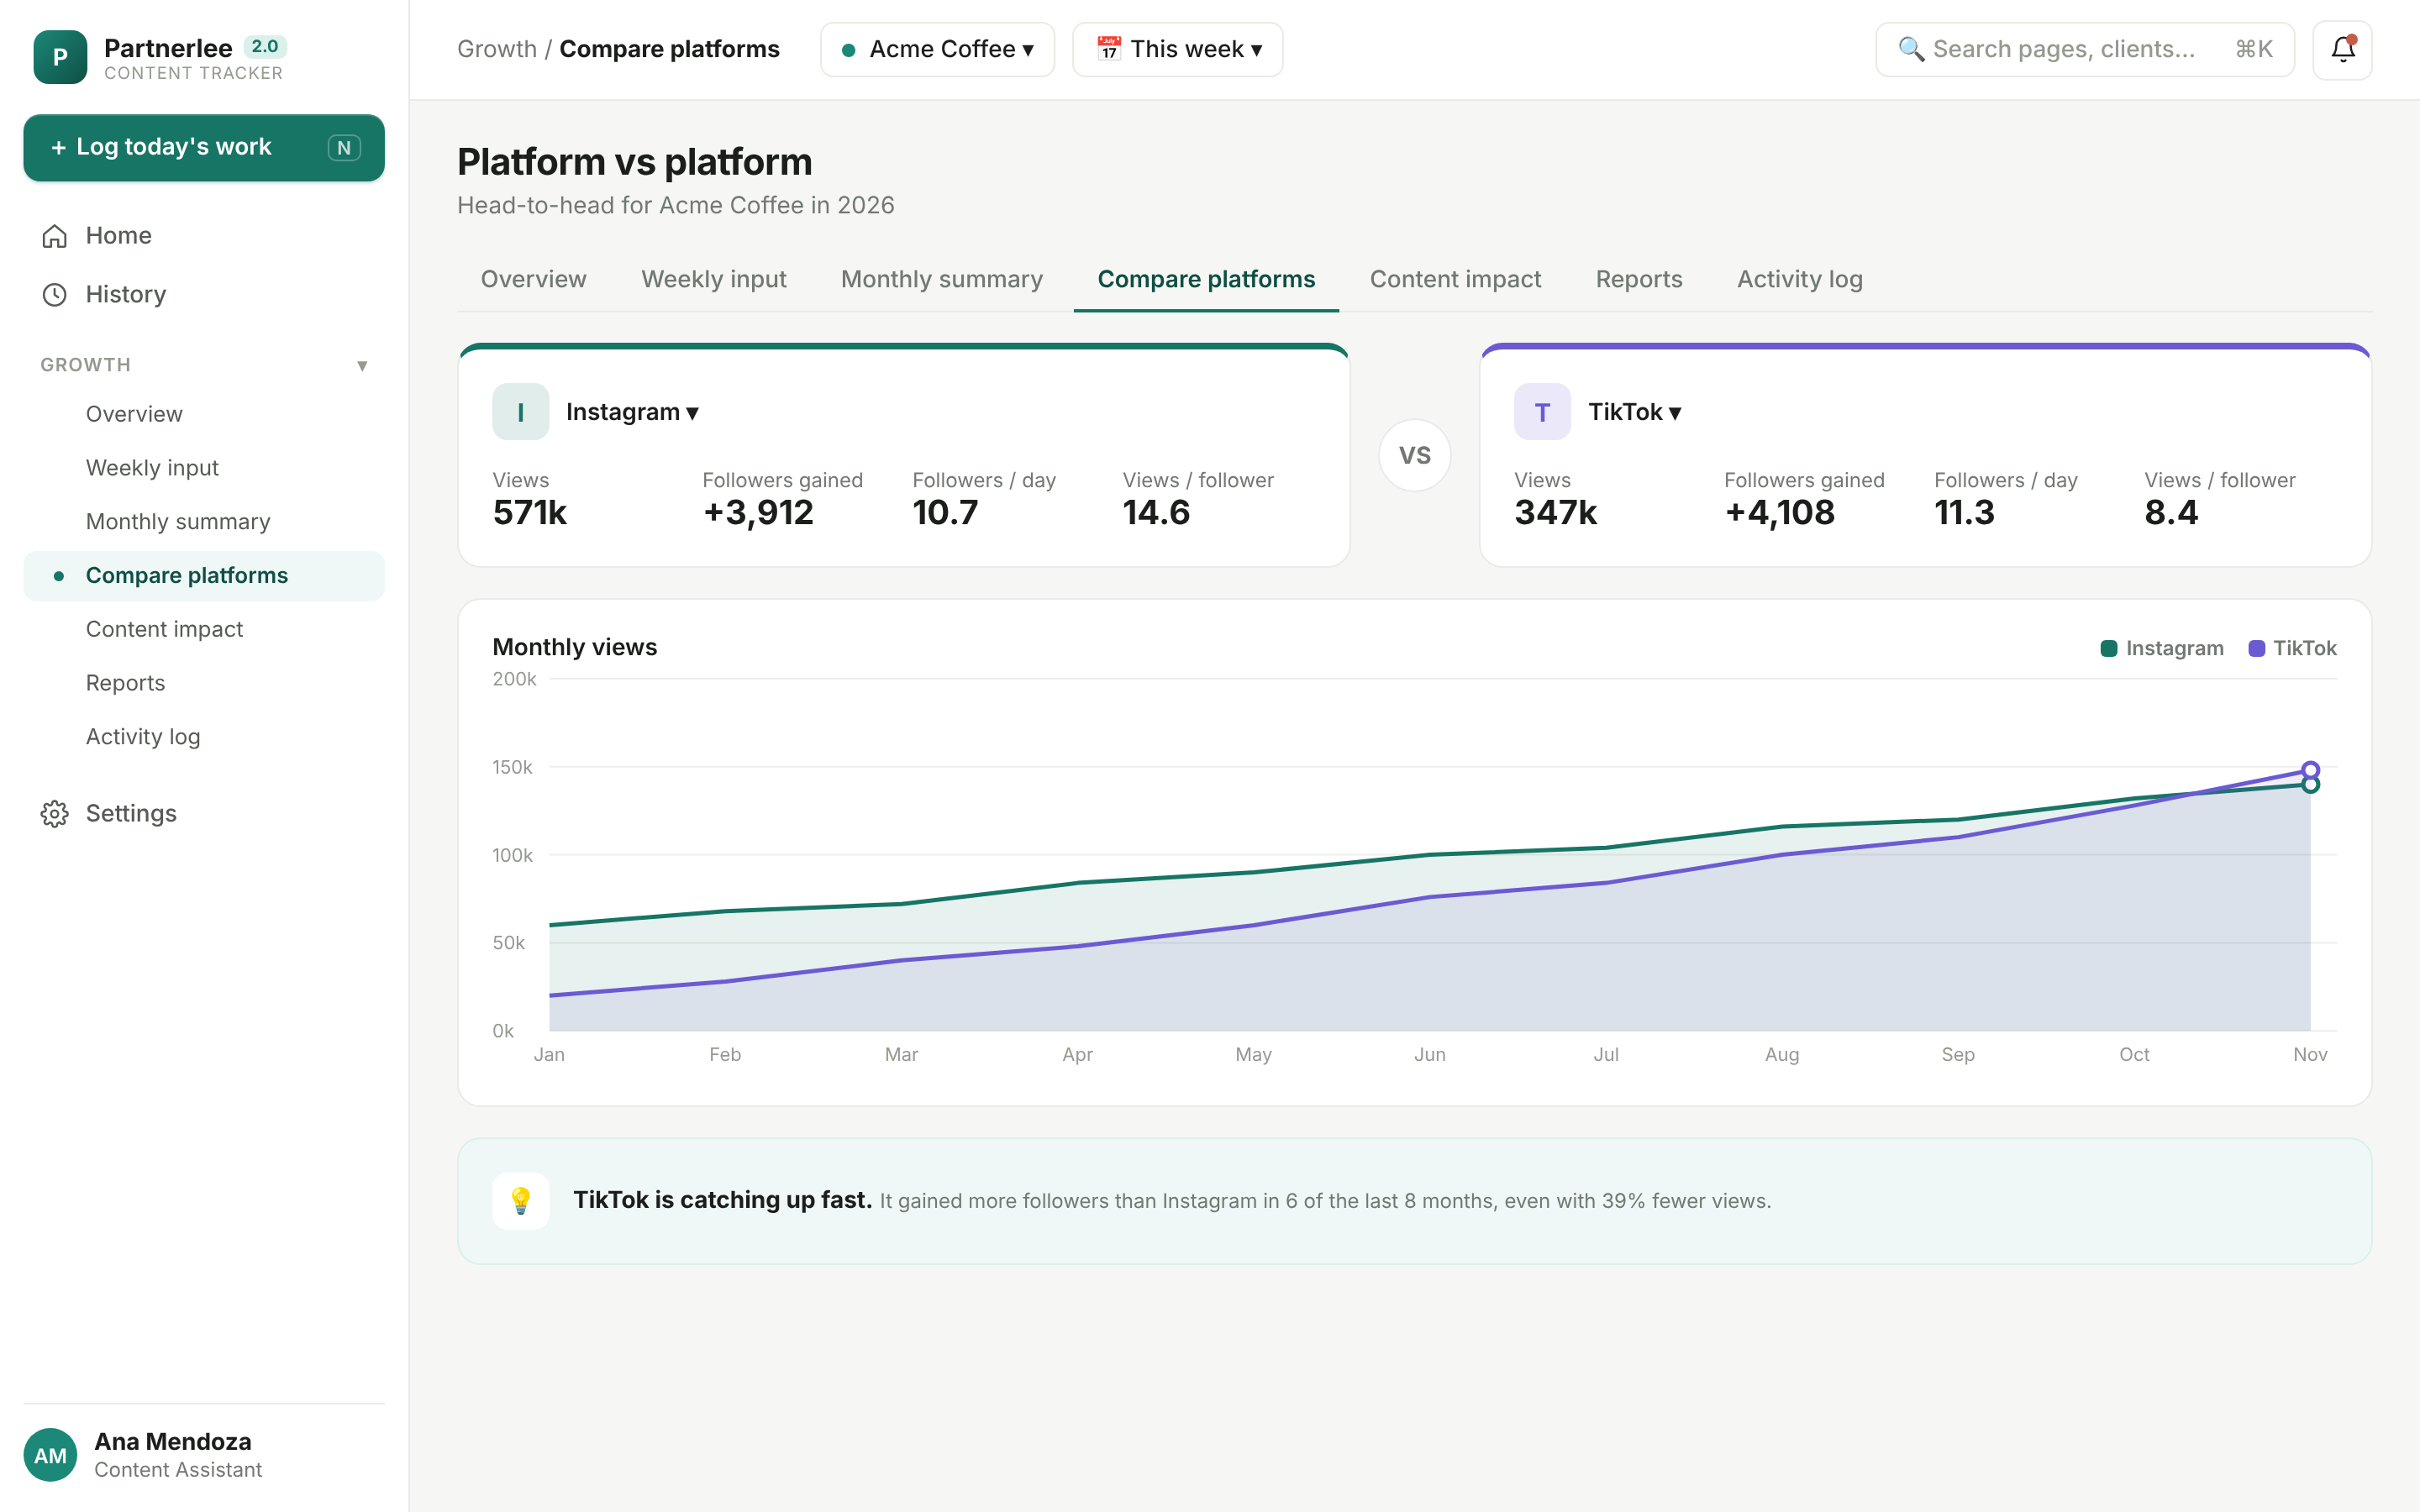 P
Partnerlee 2.0
CONTENT TRACKER
+ Log today's work N
Home
History
GROWTH ▼
Overview
Weekly input
Monthly summary
Compare platforms
Content impact
Reports
Activity log
Settings
AM
Ana Mendoza
Content Assistant
Growth / Compare platforms
Acme Coffee ▾
📅 This week ▾
🔍 Search pages, clients... ⌘K
Platform vs platform
Head-to-head for Acme Coffee in 2026
Overview Weekly input Monthly summary Compare platforms Content impact Reports Activity log
I Instagram ▾
Views Followers gained Followers / day Views / follower
571k +3,912 10.7 14.6
VS
T TikTok ▾
Views Followers gained Followers / day Views / follower
347k +4,108 11.3 8.4
Monthly views
Instagram TikTok
200k
150k
100k
50k
0k
Jan Feb Mar Apr May Jun Jul Aug Sep Oct Nov
💡 TikTok is catching up fast. It gained more followers than Instagram in 6 of the last 8 months, even with 39% fewer views.